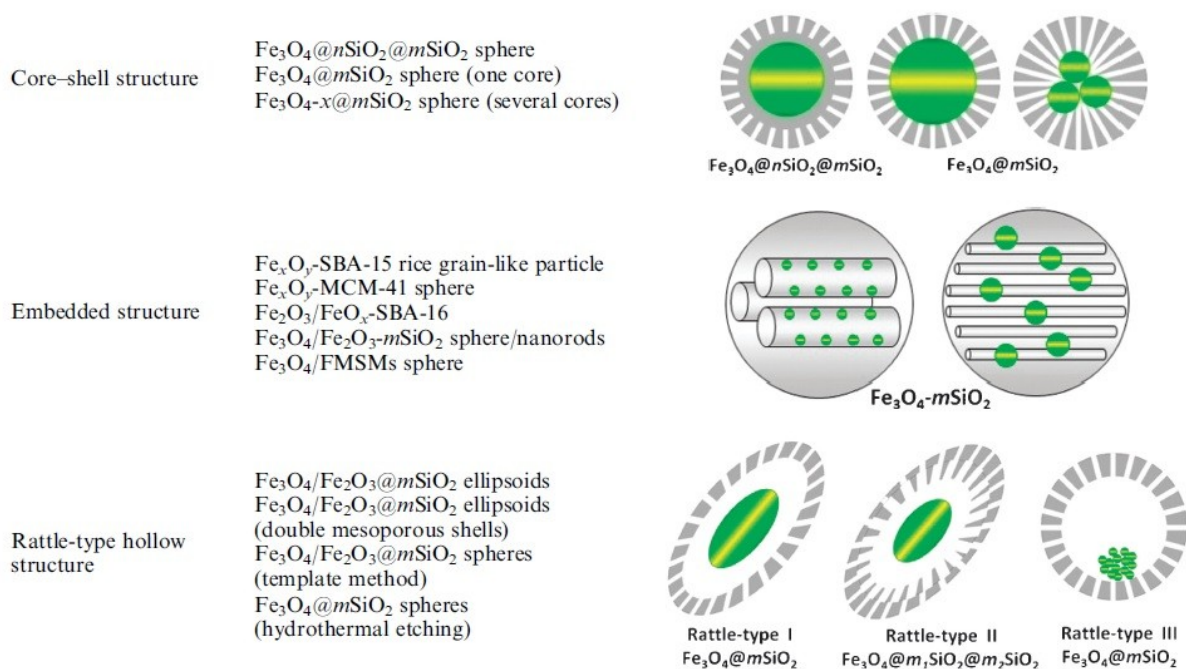 Core–shell structure
Fe₃O₄@nSiO₂@mSiO₂ sphere
Fe₃O₄@mSiO₂ sphere (one core)
Fe₃O₄-x@mSiO₂ sphere (several cores)
Fe₃O₄@nSiO₂@mSiO₂
Fe₃O₄@mSiO₂
Embedded structure
FeₓOᵧ-SBA-15 rice grain-like particle
FeₓOᵧ-MCM-41 sphere
Fe₂O₃/FeOₓ-SBA-16
Fe₃O₄/Fe₂O₃-mSiO₂ sphere/nanorods
Fe₃O₄/FMSMs sphere
Fe₃O₄-mSiO₂
Rattle-type hollow
structure
Fe₃O₄/Fe₂O₃@mSiO₂ ellipsoids
Fe₃O₄/Fe₂O₃@mSiO₂ ellipsoids
(double mesoporous shells)
Fe₃O₄/Fe₂O₃@mSiO₂ spheres
(template method)
Fe₃O₄@mSiO₂ spheres
(hydrothermal etching)
Rattle-type I
Fe₃O₄@mSiO₂
Rattle-type II
Fe₃O₄@m₁SiO₂@m₂SiO₂
Rattle-type III
Fe₃O₄@mSiO₂